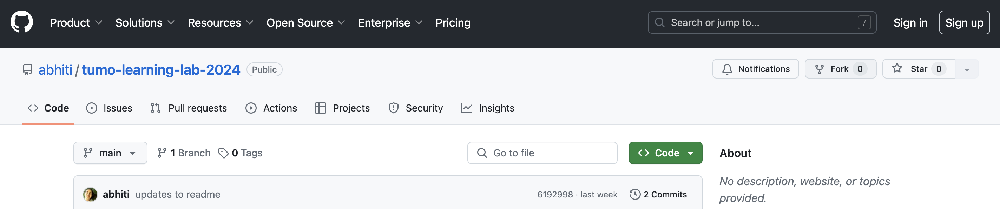 Product Solutions Resources Open Source Enterprise Pricing Search or jump to... / Sign in Sign up
abhiti / tumo-learning-lab-2024 Public Notifications Fork 0 Star 0
Code Issues Pull requests Actions Projects Security Insights
main 1 Branch 0 Tags Go to file Code About
No description, website, or topics
abhiti updates to readme 6192998 · last week 2 Commits
provided.